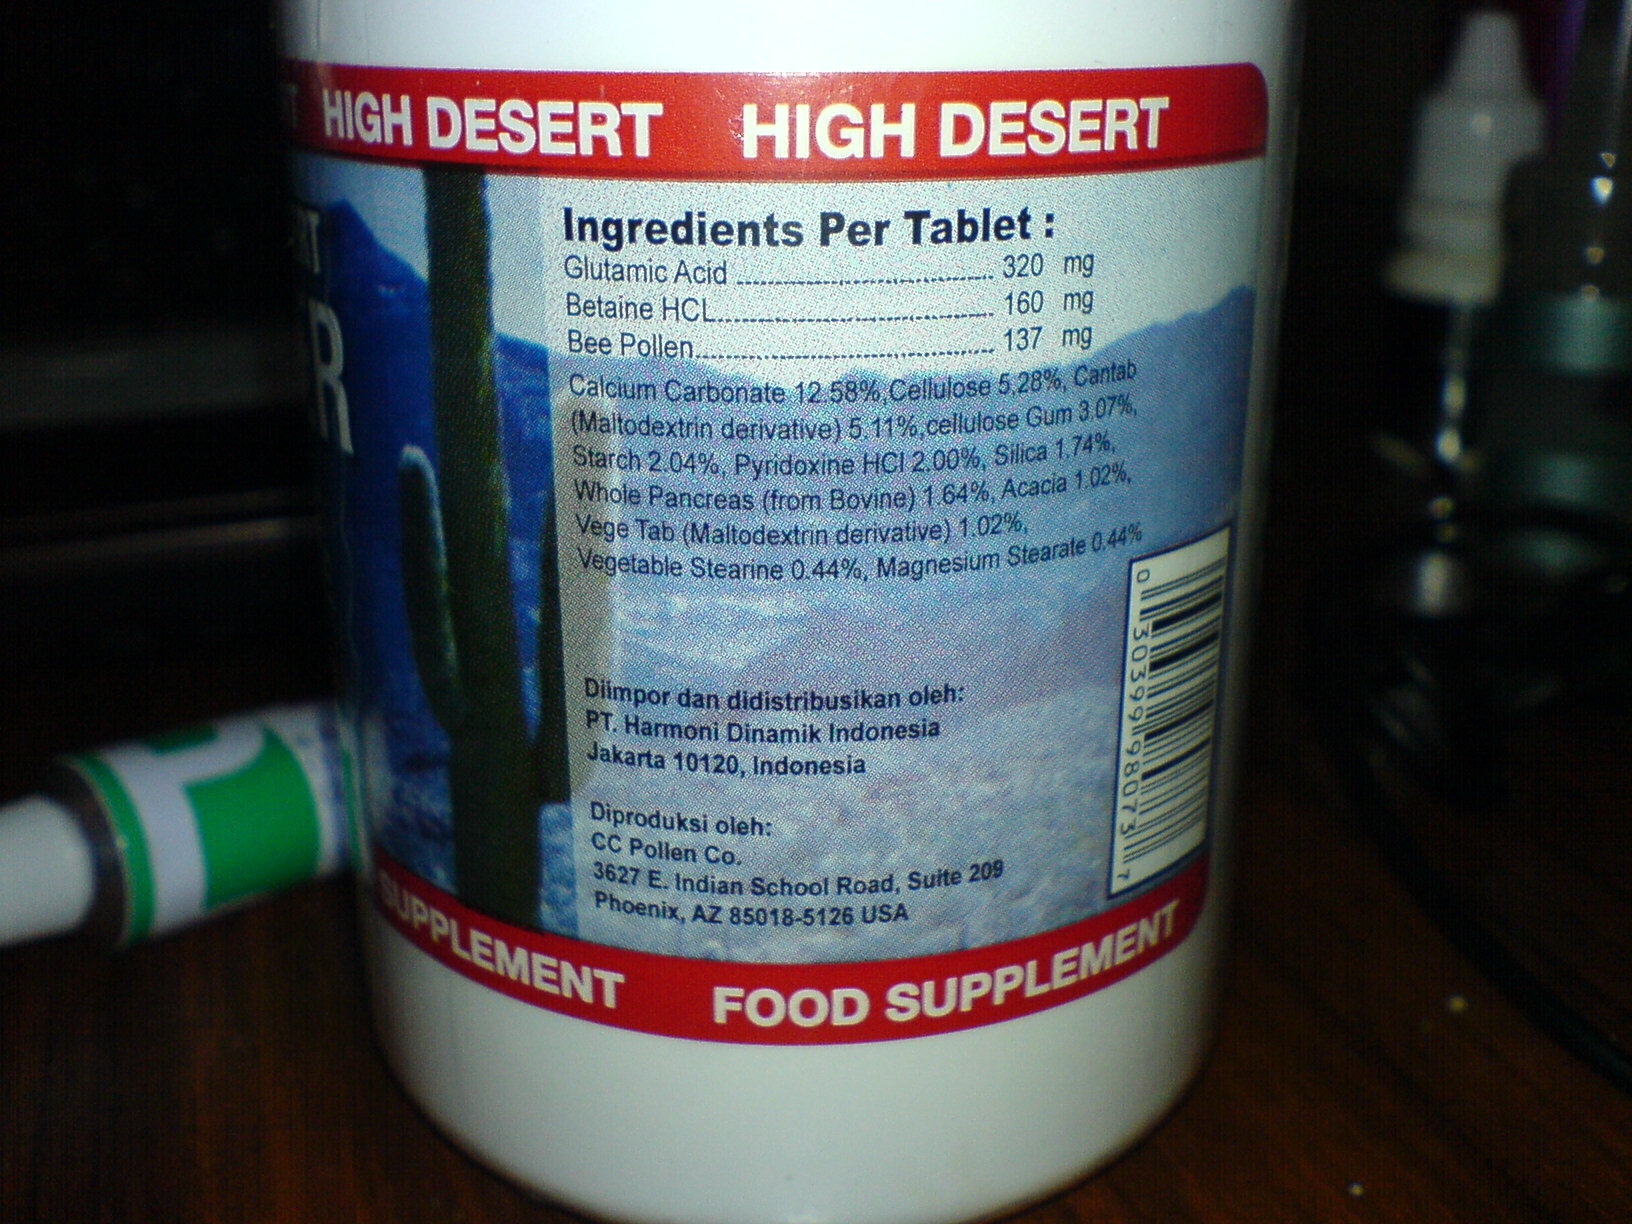 HIGH DESERT HIGH DESERT
Ingredients Per Tablet :
Glutamic Acid ........................................ 320 mg
Betaine HCL........................................... 160 mg
Bee Pollen.............................................. 137 mg
Calcium Carbonate 12.58%,Cellulose 5.28%, Cantab
(Maltodextrin derivative) 5.11%,cellulose Gum 3.07%,
Starch 2.04%, Pyridoxine HCl 2.00%, Silica 1.74%,
Whole Pancreas (from Bovine) 1.64%, Acacia 1.02%,
Vege Tab (Maltodextrin derivative) 1.02%,
Vegetable Stearine 0.44%, Magnesium Stearate 0.44%
Diimpor dan didistribusikan oleh:
PT. Harmoni Dinamik Indonesia
Jakarta 10120, Indonesia
Diproduksi oleh:
CC Pollen Co.
3627 E. Indian School Road, Suite 209
Phoenix, AZ 85018-5126 USA
0 30399 98073 7
SUPPLEMENT FOOD SUPPLEMENT